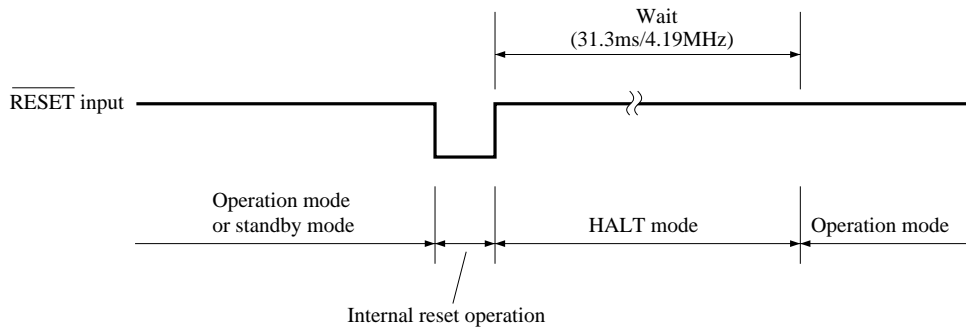 Wait
(31.3ms/4.19MHz)
RESET input
Operation mode
or standby mode
HALT mode
Operation mode
Internal reset operation